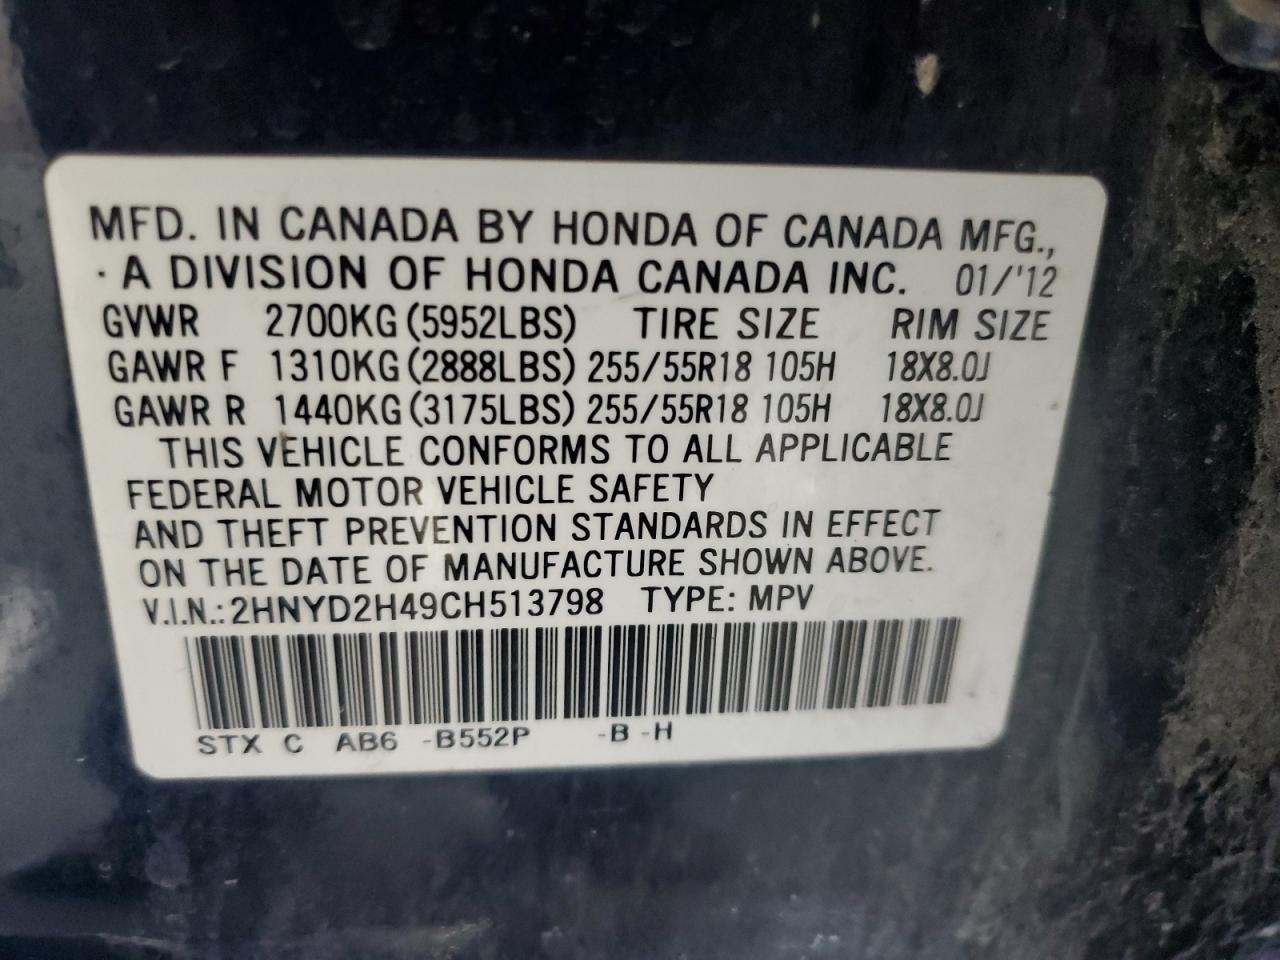 MFD. IN CANADA BY HONDA OF CANADA MFG.,
· A DIVISION OF HONDA CANADA INC. 01/'12
GVWR 2700KG (5952LBS) TIRE SIZE RIM SIZE
GAWR F 1310KG (2888LBS) 255/55R18 105H 18X8.0J
GAWR R 1440KG (3175LBS) 255/55R18 105H 18X8.0J
THIS VEHICLE CONFORMS TO ALL APPLICABLE
FEDERAL MOTOR VEHICLE SAFETY
AND THEFT PREVENTION STANDARDS IN EFFECT
ON THE DATE OF MANUFACTURE SHOWN ABOVE.
V.I.N.: 2HNYD2H49CH513798 TYPE: MPV
STX C AB6 -B552P -B -H